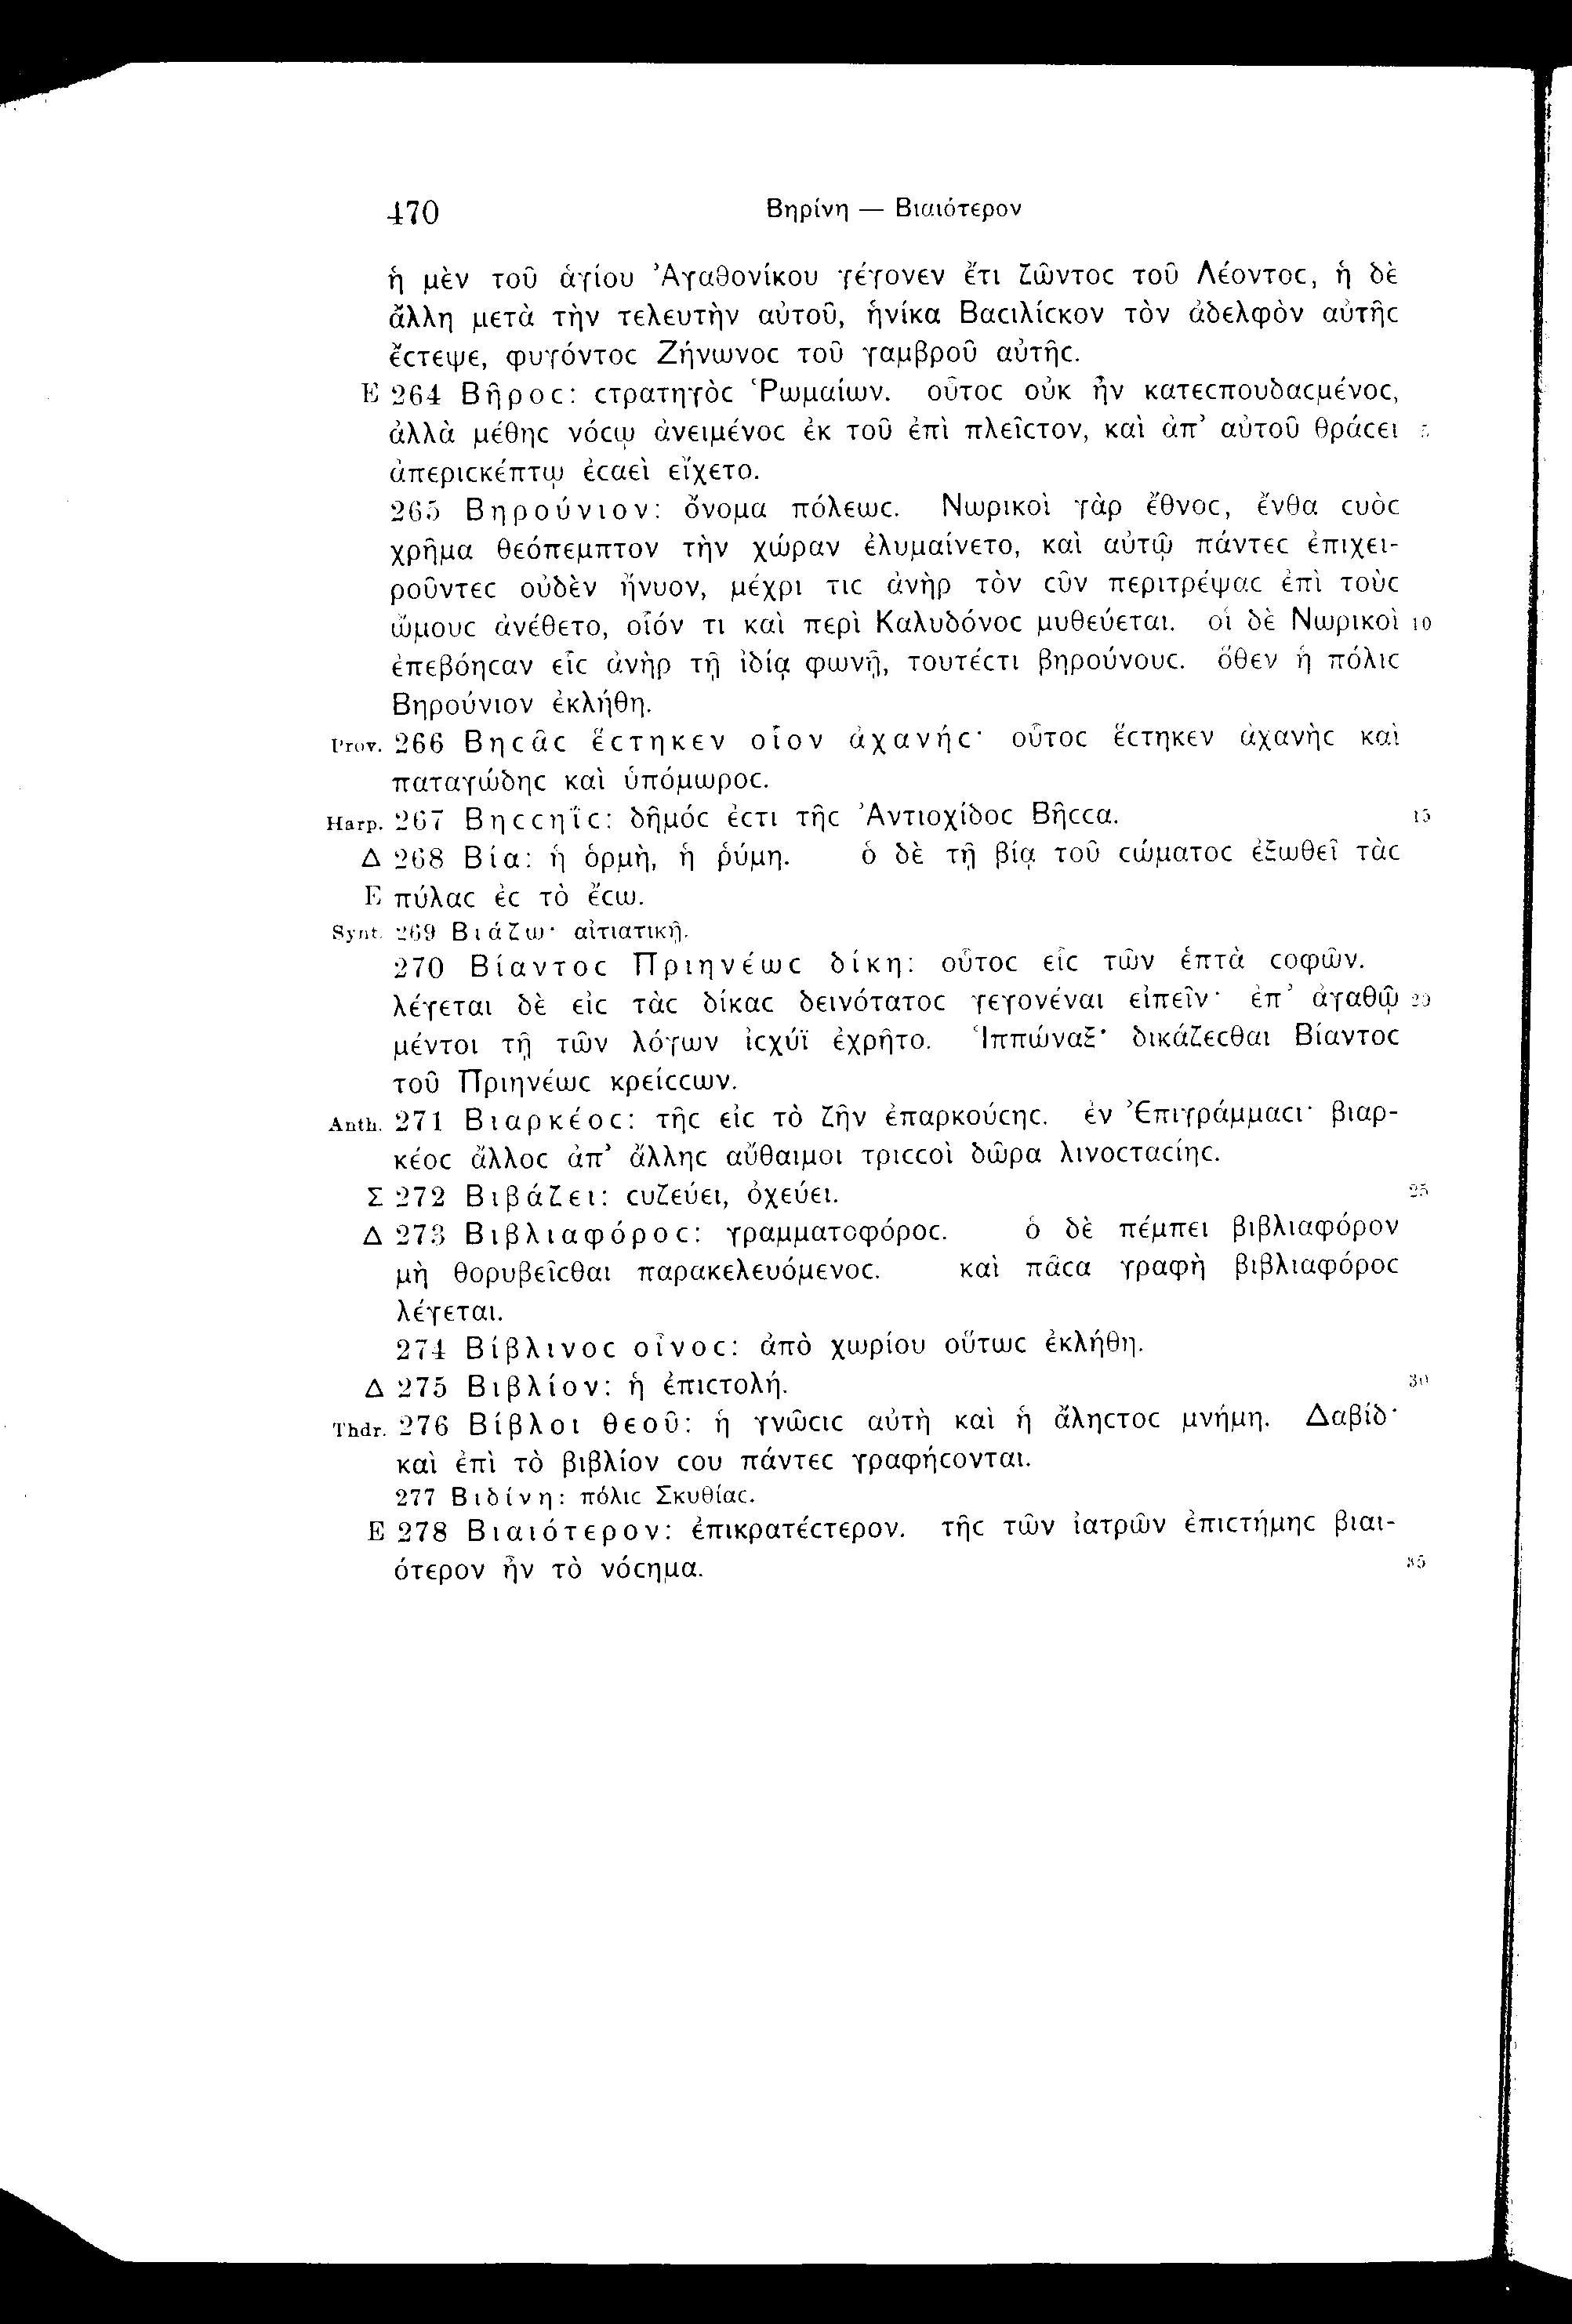 470 Βηρίνη — Βιαιότερον
ἡ μὲν τοῦ ἁγίου Ἀγαθονίκου γέγονεν ἔτι ζῶντοϲ τοῦ Λέοντοϲ, ἡ δὲ
ἄλλη μετὰ τὴν τελευτὴν αὐτοῦ, ἡνίκα Βαϲιλίϲκον τὸν ἀδελφὸν αὐτῆϲ
ἔϲτεψε, φυγόντοϲ Ζήνωνοϲ τοῦ γαμβροῦ αὐτῆϲ.
E 264 Βῆροϲ: ϲτρατηγὸϲ Ῥωμαίων. οὗτοϲ οὐκ ἦν κατεϲπουδαϲμένοϲ,
ἀλλὰ μέθηϲ νόϲῳ ἀνειμένοϲ ἐκ τοῦ ἐπὶ πλεῖϲτον, καὶ ἀπ’ αὐτοῦ θράϲει 5
ἀπεριϲκέπτῳ ἐϲαεὶ εἴχετο.
265 Βηρούνιον: ὄνομα πόλεωϲ. Νωρικοὶ γὰρ ἔθνοϲ, ἔνθα ϲυὸϲ
χρῆμα θεόπεμπτον τὴν χώραν ἐλυμαίνετο, καὶ αὐτῷ πάντεϲ ἐπιχει-
ροῦντεϲ οὐδὲν ἤνυον, μέχρι τιϲ ἀνὴρ τὸν ϲῦν περιτρέψαϲ ἐπὶ τοὺϲ
ὤμουϲ ἀνέθετο, οἷόν τι καὶ περὶ Καλυδόνοϲ μυθεύεται. οἱ δὲ Νωρικοὶ 10
ἐπεβόηϲαν εἷϲ ἀνὴρ τῇ ἰδίᾳ φωνῇ, τουτέϲτι βηρούνουϲ. ὅθεν ἡ πόλιϲ
Βηρούνιον ἐκλήθη.
Prov. 266 Βηϲᾶϲ ἕϲτηκεν οἷον ἀχανήϲ· οὗτοϲ ἕϲτηκεν ἀχανὴϲ καὶ
παταγώδηϲ καὶ ὑπόμωροϲ.
Harp. 267 Βηϲϲηΐϲ: δῆμόϲ ἐϲτι τῆϲ Ἀντιοχίδοϲ Βῆϲϲα. 15
Δ 268 Βία: ἡ ὁρμὴ, ἡ ῥύμη. ὁ δὲ τῇ βίᾳ τοῦ ϲώματοϲ ἐξωθεῖ τὰϲ
E πύλαϲ ἐϲ τὸ ἔϲω.
Synt. 269 Βιάζω· αἰτιατικῇ.
270 Βίαντοϲ Πριηνέωϲ δίκη: οὗτοϲ εἷϲ τῶν ἑπτὰ ϲοφῶν.
λέγεται δὲ εἰϲ τὰϲ δίκαϲ δεινότατοϲ γεγονέναι εἰπεῖν· ἐπ’ ἀγαθῷ 20
μέντοι τῇ τῶν λόγων ἰϲχύϊ ἐχρῆτο. Ἱππώναξ· δικάζεϲθαι Βίαντοϲ
τοῦ Πριηνέωϲ κρείϲϲων.
Anth. 271 Βιαρκέοϲ: τῆϲ εἰϲ τὸ ζῆν ἐπαρκούϲηϲ. ἐν Ἐπιγράμμαϲι· βιαρ-
κέοϲ ἄλλοϲ ἀπ’ ἄλληϲ αὔθαιμοι τριϲϲοὶ δῶρα λινοϲταϲίηϲ.
Σ 272 Βιβάζει: ϲυζεύει, ὀχεύει. 25
Δ 273 Βιβλιαφόροϲ: γραμματοφόροϲ. ὁ δὲ πέμπει βιβλιαφόρον
μὴ θορυβεῖϲθαι παρακελευόμενοϲ. καὶ πᾶϲα γραφὴ βιβλιαφόροϲ
λέγεται.
274 Βίβλινοϲ οἶνοϲ: ἀπὸ χωρίου οὕτωϲ ἐκλήθη.
Δ 275 Βιβλίον: ἡ ἐπιϲτολή. 30
Thdr. 276 Βίβλοι θεοῦ: ἡ γνῶϲιϲ αὐτὴ καὶ ἡ ἄληϲτοϲ μνήμη. Δαβίδ·
καὶ ἐπὶ τὸ βιβλίον ϲου πάντεϲ γραφήϲονται.
277 Βιδίνη: πόλιϲ Σκυθίαϲ.
E 278 Βιαιότερον: ἐπικρατέϲτερον. τῆϲ τῶν ἰατρῶν ἐπιϲτήμηϲ βιαι-
ότερον ἦν τὸ νόϲημα. 35